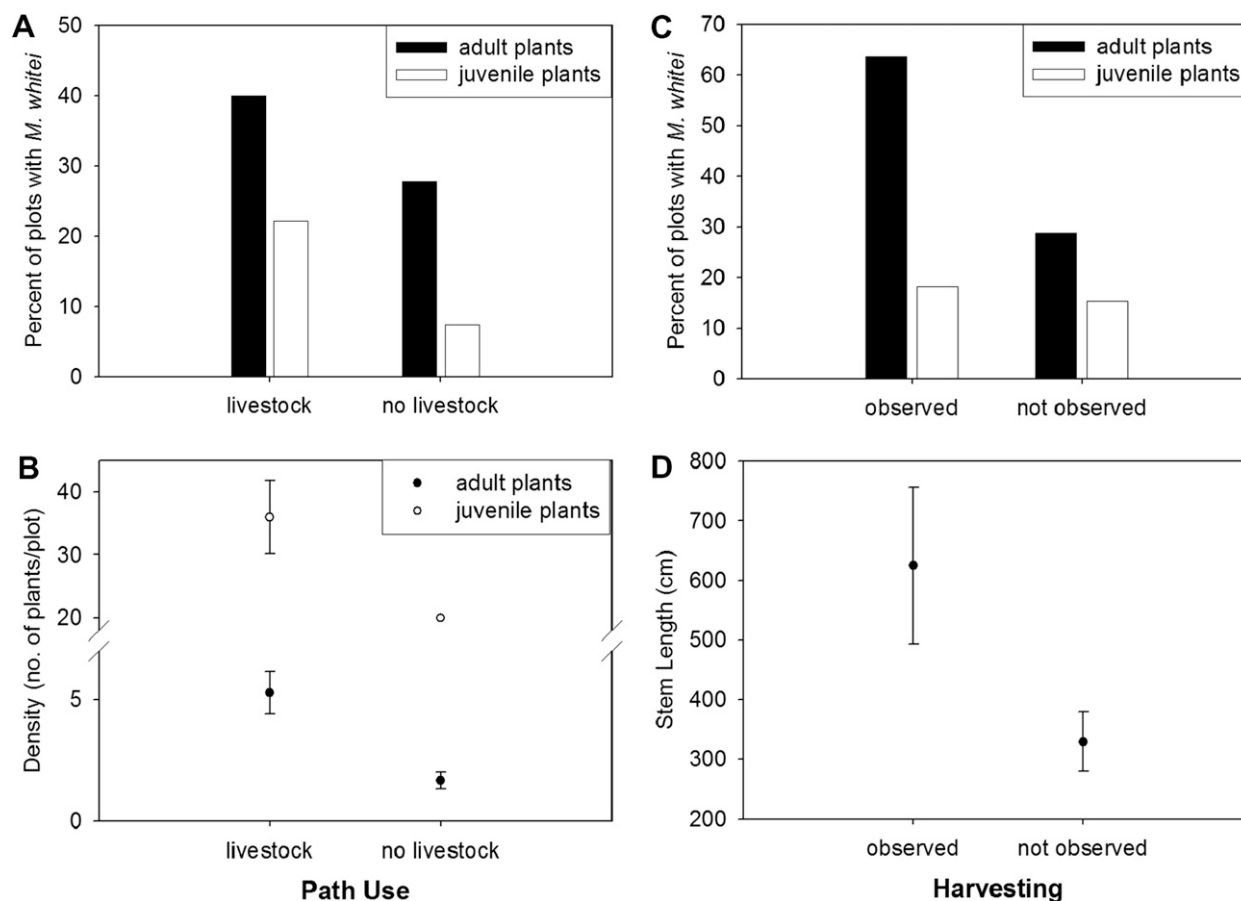 A
Percent of plots with M. whitei
50
40
30
20
10
0
adult plants
juvenile plants
livestock
no livestock
C
Percent of plots with M. whitei
70
60
50
40
30
20
10
0
adult plants
juvenile plants
observed
not observed
B
Density (no. of plants/plot)
40
30
20
5
0
adult plants
juvenile plants
livestock
no livestock
Path Use
D
Stem Length (cm)
800
700
600
500
400
300
200
observed
not observed
Harvesting